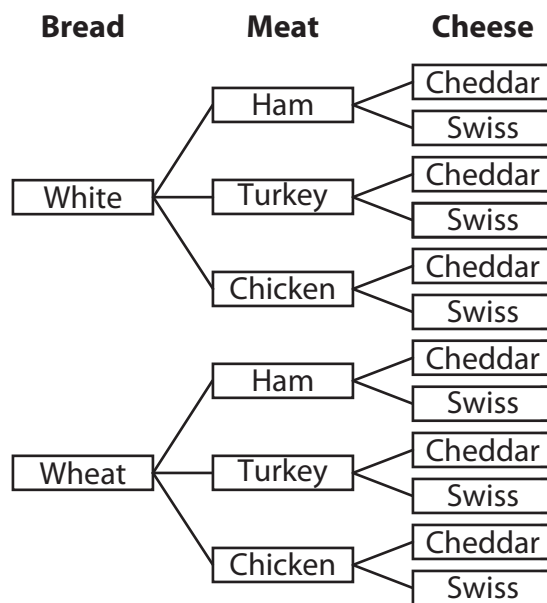 Bread Meat Cheese
Cheddar
Ham
Swiss
Cheddar
White Turkey
Swiss
Cheddar
Chicken
Swiss
Cheddar
Ham
Swiss
Cheddar
Wheat Turkey
Swiss
Cheddar
Chicken
Swiss